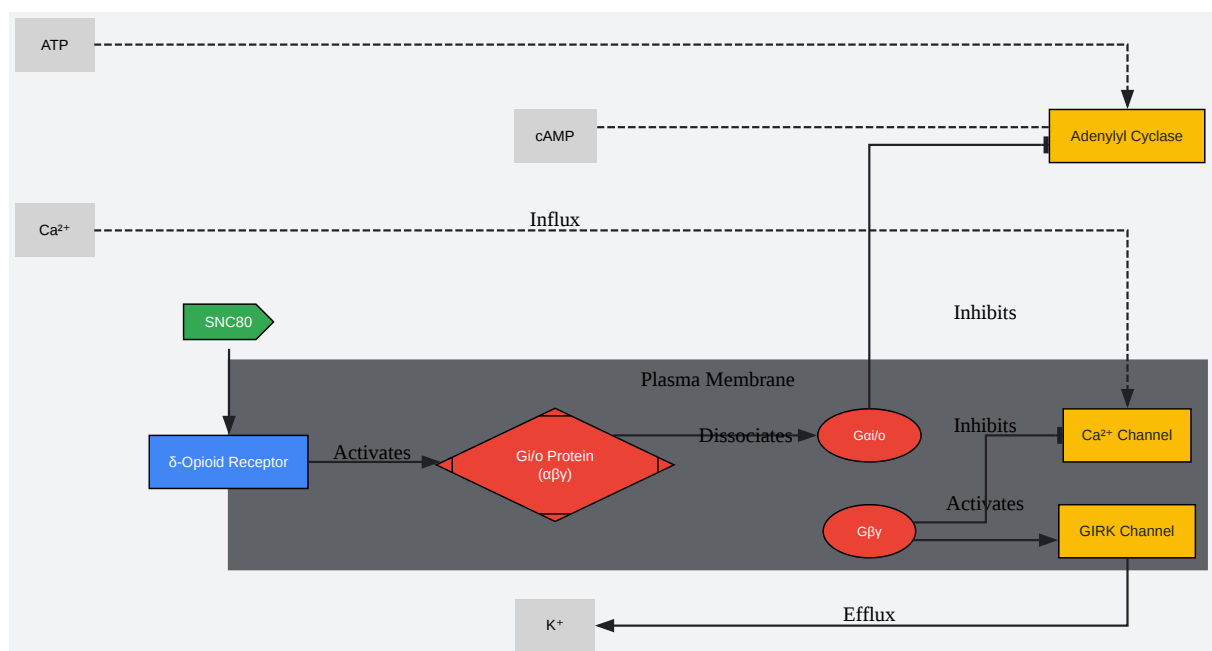 ATP
cAMP
Adenylyl Cyclase
Ca²⁺
Influx
SNC80
Inhibits
Plasma Membrane
δ-Opioid Receptor
Activates
Gi/o Protein
(αβγ)
Dissociates
Gαi/o
Inhibits
Ca²⁺ Channel
Activates
Gβγ
GIRK Channel
K⁺
Efflux